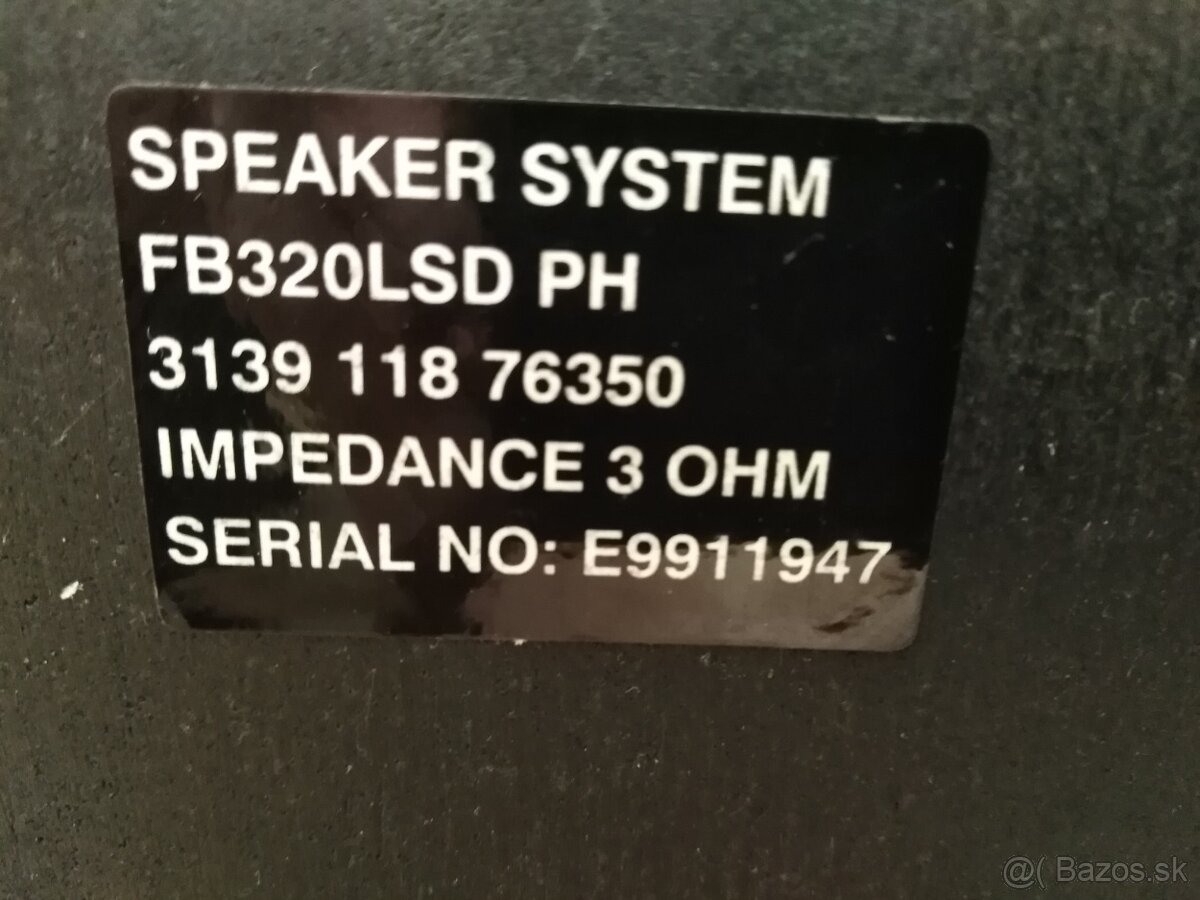 SPEAKER SYSTEM
FB320LSD PH
3139 118 76350
IMPEDANCE 3 OHM
SERIAL NO: E9911947
@( Bazos.sk